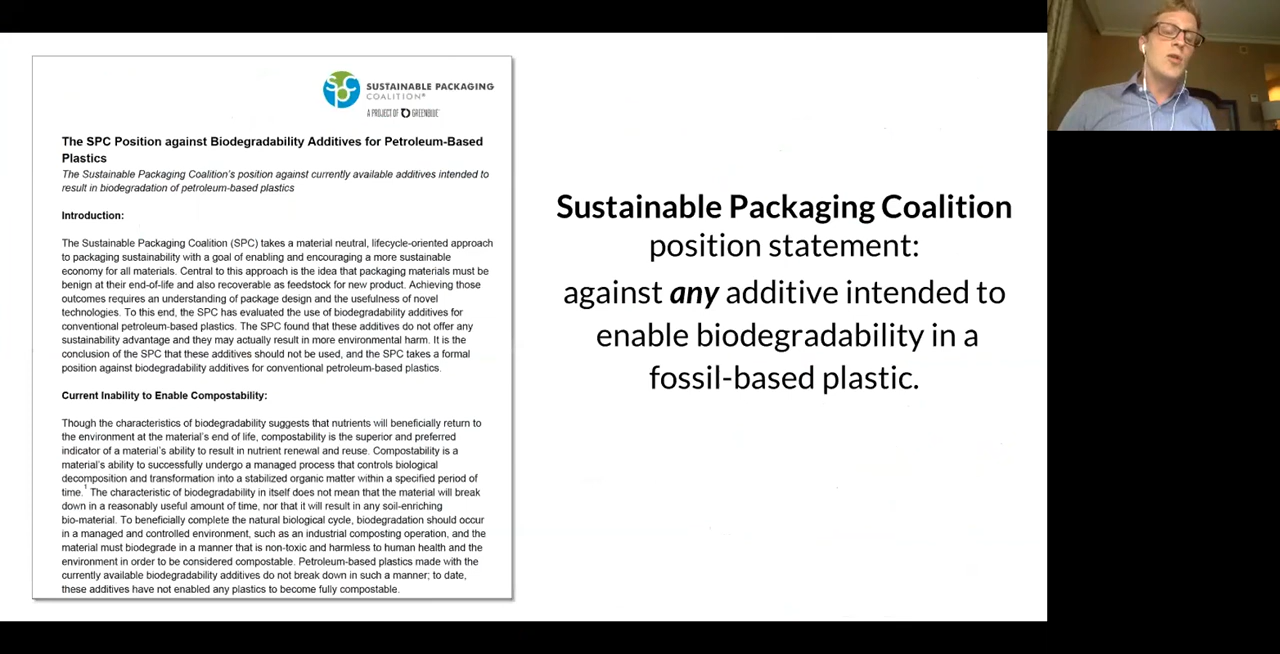 SPC
SUSTAINABLE PACKAGING
COALITION®
A PROJECT OF GREENBLUE
The SPC Position against Biodegradability Additives for Petroleum-Based
Plastics
The Sustainable Packaging Coalition's position against currently available additives intended to
result in biodegradation of petroleum-based plastics
Introduction:
The Sustainable Packaging Coalition (SPC) takes a material neutral, lifecycle-oriented approach
to packaging sustainability with a goal of enabling and encouraging a more sustainable
economy for all materials. Central to this approach is the idea that packaging materials must be
benign at their end-of-life and also recoverable as feedstock for new product. Achieving those
outcomes requires an understanding of package design and the usefulness of novel
technologies. To this end, the SPC has evaluated the use of biodegradability additives for
conventional petroleum-based plastics. The SPC found that these additives do not offer any
sustainability advantage and they may actually result in more environmental harm. It is the
conclusion of the SPC that these additives should not be used, and the SPC takes a formal
position against biodegradability additives for conventional petroleum-based plastics.
Current Inability to Enable Compostability:
Though the characteristics of biodegradability suggests that nutrients will beneficially return to
the environment at the material's end of life, compostability is the superior and preferred
indicator of a material's ability to result in nutrient renewal and reuse. Compostability is a
material's ability to successfully undergo a managed process that controls biological
decomposition and transformation into a stabilized organic matter within a specified period of
time.1 The characteristic of biodegradability in itself does not mean that the material will break
down in a reasonably useful amount of time, nor that it will result in any soil-enriching
bio-material. To beneficially complete the natural biological cycle, biodegradation should occur
in a managed and controlled environment, such as an industrial composting operation, and the
material must biodegrade in a manner that is non-toxic and harmless to human health and the
environment in order to be considered compostable. Petroleum-based plastics made with the
currently available biodegradability additives do not break down in such a manner; to date,
these additives have not enabled any plastics to become fully compostable.
Sustainable Packaging Coalition
position statement:
against any additive intended to
enable biodegradability in a
fossil-based plastic.